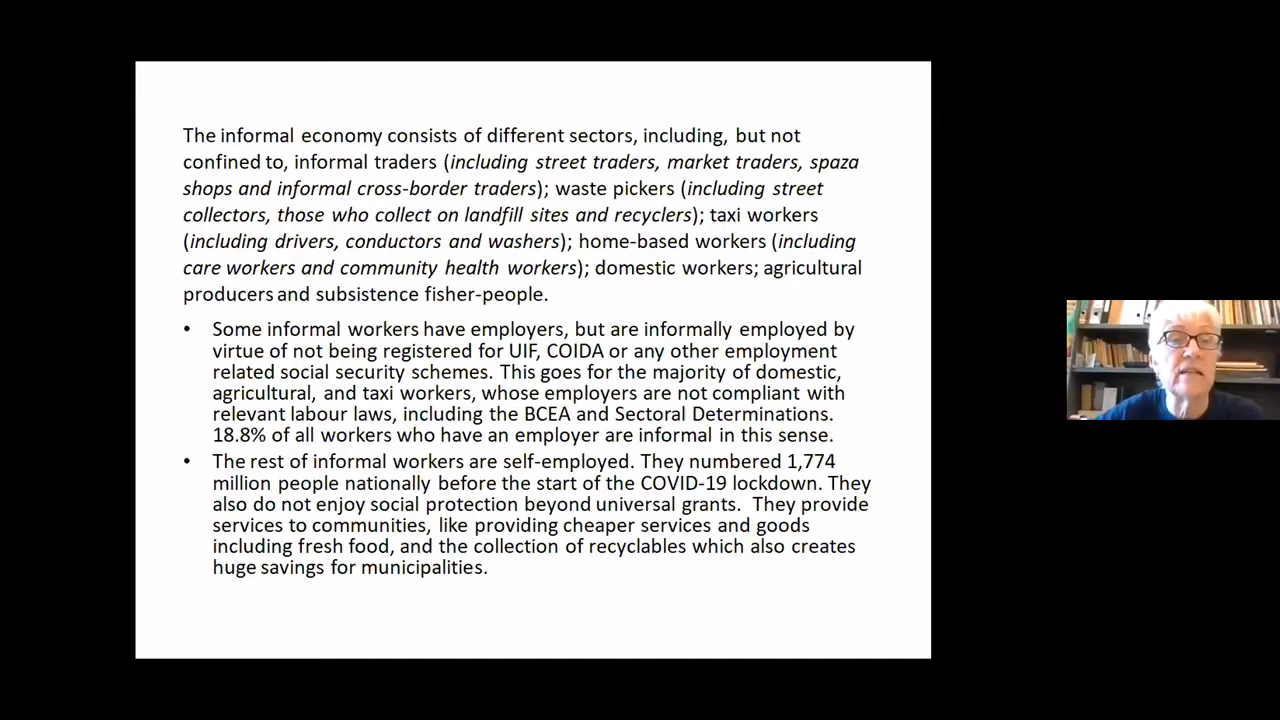 The informal economy consists of different sectors, including, but not
confined to, informal traders (including street traders, market traders, spaza
shops and informal cross-border traders); waste pickers (including street
collectors, those who collect on landfill sites and recyclers); taxi workers
(including drivers, conductors and washers); home-based workers (including
care workers and community health workers); domestic workers; agricultural
producers and subsistence fisher-people.
• Some informal workers have employers, but are informally employed by
virtue of not being registered for UIF, COIDA or any other employment
related social security schemes. This goes for the majority of domestic,
agricultural, and taxi workers, whose employers are not compliant with
relevant labour laws, including the BCEA and Sectoral Determinations.
18.8% of all workers who have an employer are informal in this sense.
• The rest of informal workers are self-employed. They numbered 1,774
million people nationally before the start of the COVID-19 lockdown. They
also do not enjoy social protection beyond universal grants.  They provide
services to communities, like providing cheaper services and goods
including fresh food, and the collection of recyclables which also creates
huge savings for municipalities.